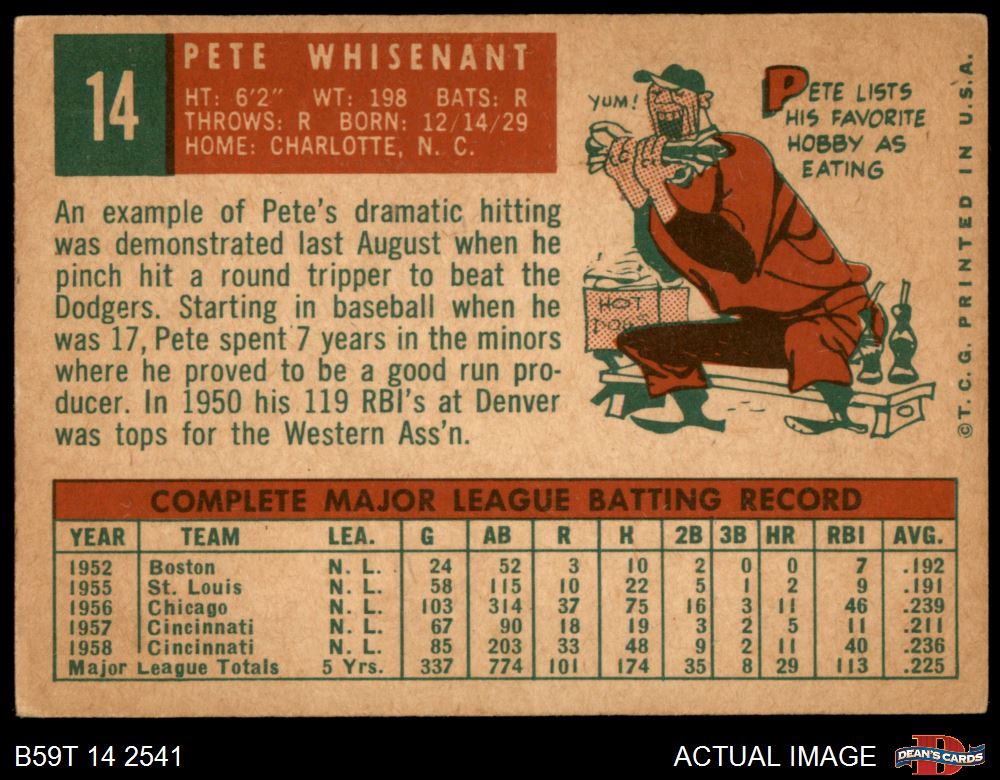 14
PETE WHISENANT
HT: 6'2" WT: 198 BATS: R
THROWS: R BORN: 12/14/29
HOME: CHARLOTTE, N. C.
An example of Pete's dramatic hitting
was demonstrated last August when he
pinch hit a round tripper to beat the
Dodgers. Starting in baseball when he
was 17, Pete spent 7 years in the minors
where he proved to be a good run pro-
ducer. In 1950 his 119 RBI's at Denver
was tops for the Western Ass'n.
YUM!
PETE LISTS
HIS FAVORITE
HOBBY AS
EATING
HOT
DOGS
©T. C. G. PRINTED IN U.S.A.
COMPLETE MAJOR LEAGUE BATTING RECORD
YEAR TEAM LEA. G AB R H 2B 3B HR RBI AVG.
1952 Boston N. L. 24 52 3 10 2 0 0 7 .192
1955 St. Louis N. L. 58 115 10 22 5 1 2 9 .191
1956 Chicago N. L. 103 314 37 75 16 3 11 46 .239
1957 Cincinnati N. L. 67 90 18 19 3 2 5 11 .211
1958 Cincinnati N. L. 85 203 33 48 9 2 11 40 .236
Major League Totals 5 Yrs. 337 774 101 174 35 8 29 113 .225
B59T 14 2541
ACTUAL IMAGE
DEAN'S CARDS